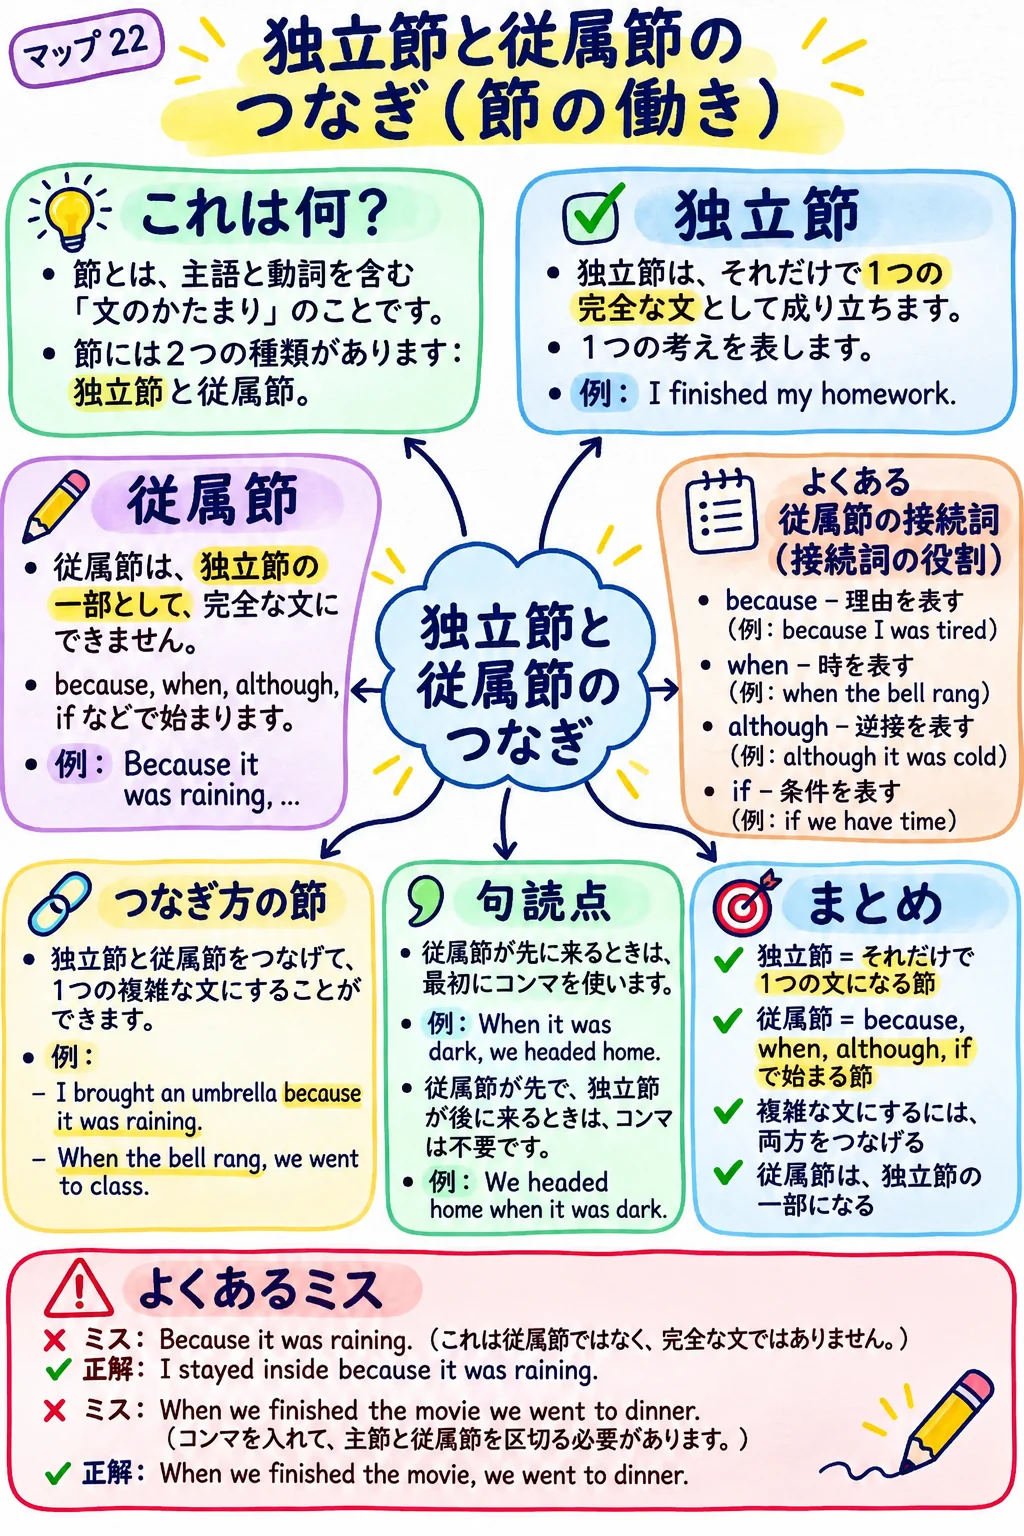 マップ 22
独立節と従属節の
つなぎ（節の働き）
これは何？
• 節とは、主語と動詞を含む
「文のかたまり」のことです。
• 節には２つの種類があります：
独立節と従属節。
独立節
• 独立節は、それだけで１つの
完全な文として成り立ちます。
• １つの考えを表します。
• 例： I finished my homework.
従属節
• 従属節は、独立節の
一部として、完全な文に
できません。
• because, when, although,
if などで始まります。
• 例： Because it
was raining, ...
独立節と
従属節の
つなぎ
よくある
従属節の接続詞
（接続詞の役割）
• because – 理由を表す
（例：because I was tired）
• when – 時を表す
（例：when the bell rang）
• although – 逆接を表す
（例：although it was cold）
• if – 条件を表す
（例：if we have time）
つなぎ方の節
• 独立節と従属節をつなげて、
１つの複雑な文にすることが
できます。
• 例：
– I brought an umbrella because
it was raining.
– When the bell rang, we went
to class.
句読点
• 従属節が先に来るときは、
最初にコンマを使います。
• 例： When it was
dark, we headed home.
• 従属節が先で、独立節
が後に来るときは、コンマ
は不要です。
• 例： We headed
home when it was dark.
まとめ
✓ 独立節 = それだけで
１つの文になる節
✓ 従属節 = because,
when, although, if
で始まる節
✓ 複雑な文にするには、
両方をつなげる
✓ 従属節は、独立節の
一部になる
よくあるミス
✗ ミス： Because it was raining.（これは従属節ではなく、完全な文ではありません。）
✓ 正解： I stayed inside because it was raining.
✗ ミス： When we finished the movie we went to dinner.
（コンマを入れて、主節と従属節を区切る必要があります。）
✓ 正解： When we finished the movie, we went to dinner.